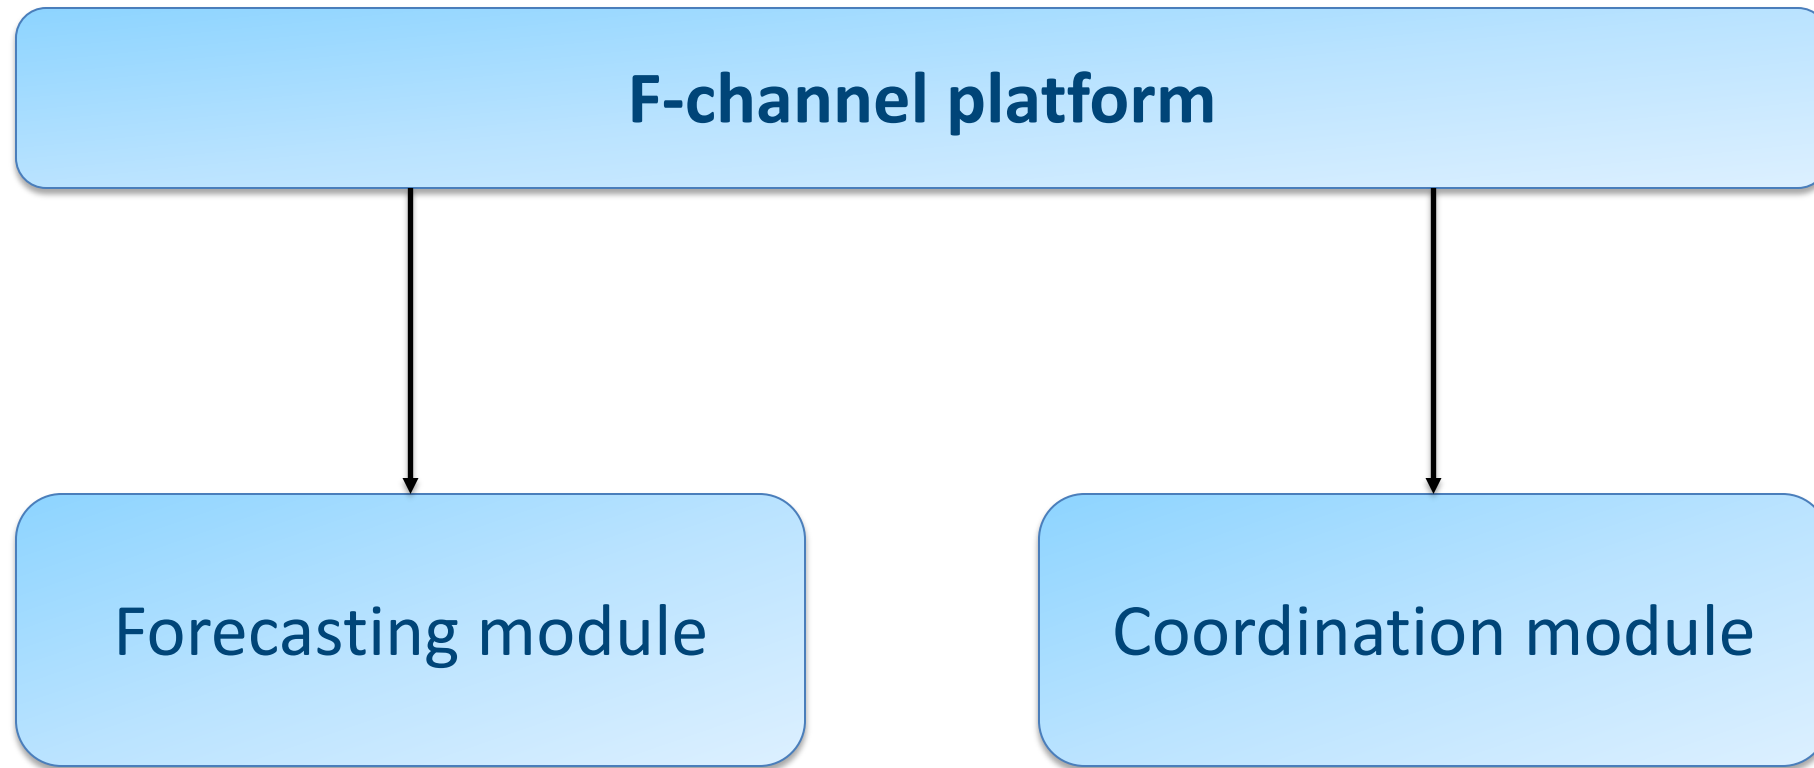 F-channel platform
Forecasting module
Coordination module